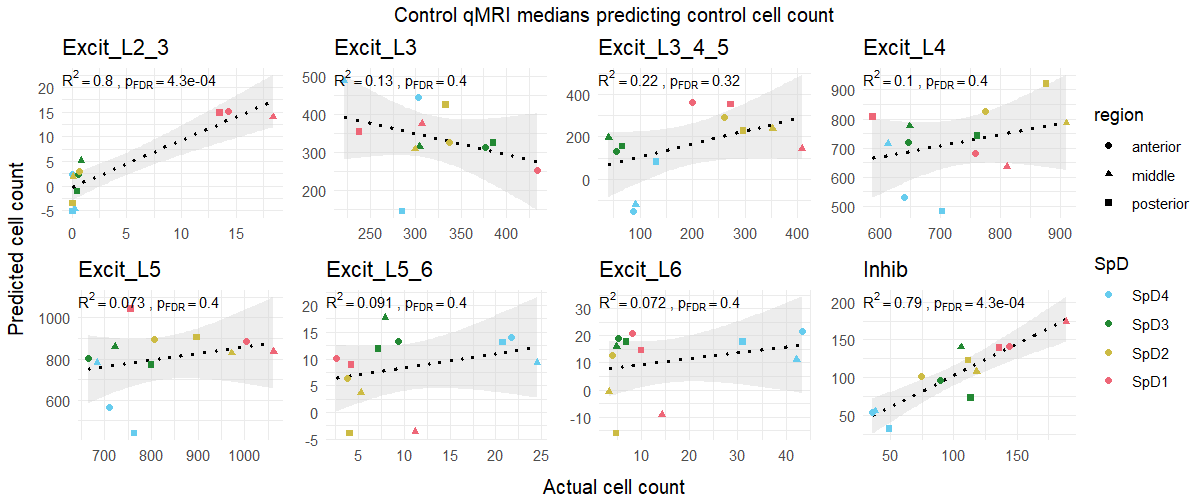 Control qMRI medians predicting control cell count
Excit_L2_3
R² = 0.8 , pFDR = 4.3e-04
20
15
10
5
0
-5
0
5
10
15
Excit_L3
R² = 0.13 , pFDR = 0.4
500
400
300
200
250
300
350
400
Excit_L3_4_5
R² = 0.22 , pFDR = 0.32
400
200
0
100
200
300
400
Excit_L4
R² = 0.1 , pFDR = 0.4
900
800
700
600
500
600
700
800
900
Excit_L5
R² = 0.073 , pFDR = 0.4
1000
800
600
700
800
900
1000
Excit_L5_6
R² = 0.091 , pFDR = 0.4
20
15
10
5
0
-5
5
10
15
20
25
Excit_L6
R² = 0.072 , pFDR = 0.4
30
20
10
0
-10
10
20
30
40
Inhib
R² = 0.79 , pFDR = 4.3e-04
200
150
100
50
50
100
150
Predicted cell count
Actual cell count
region
anterior
middle
posterior
SpD
SpD4
SpD3
SpD2
SpD1